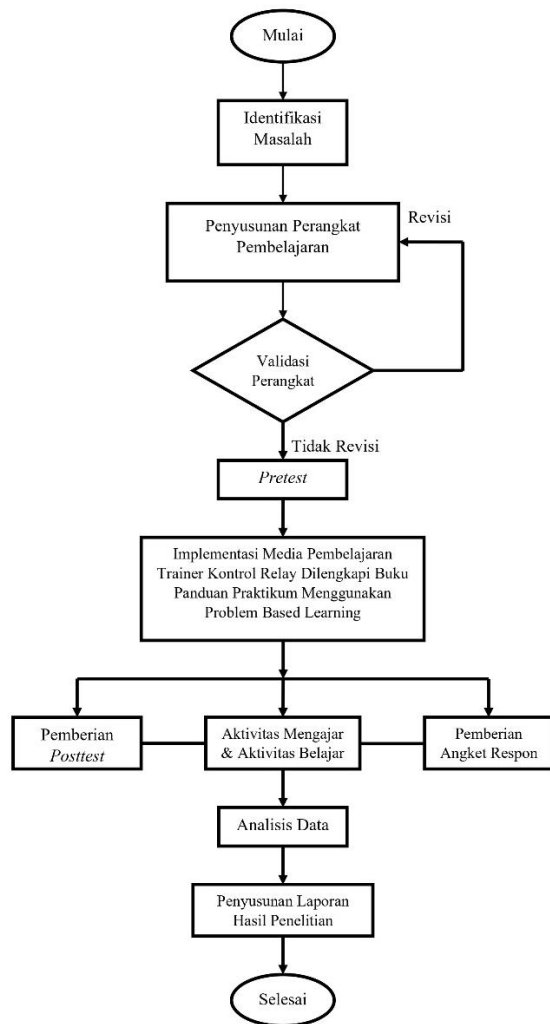 Mulai
Identifikasi
Masalah
Revisi
Penyusunan Perangkat
Pembelajaran
Validasi
Perangkat
Tidak Revisi
Pretest
Implementasi Media Pembelajaran
Trainer Kontrol Relay Dilengkapi Buku
Panduan Praktikum Menggunakan
Problem Based Learning
Pemberian
Posttest
Aktivitas Mengajar
& Aktivitas Belajar
Pemberian
Angket Respon
Analisis Data
Penyusunan Laporan
Hasil Penelitian
Selesai